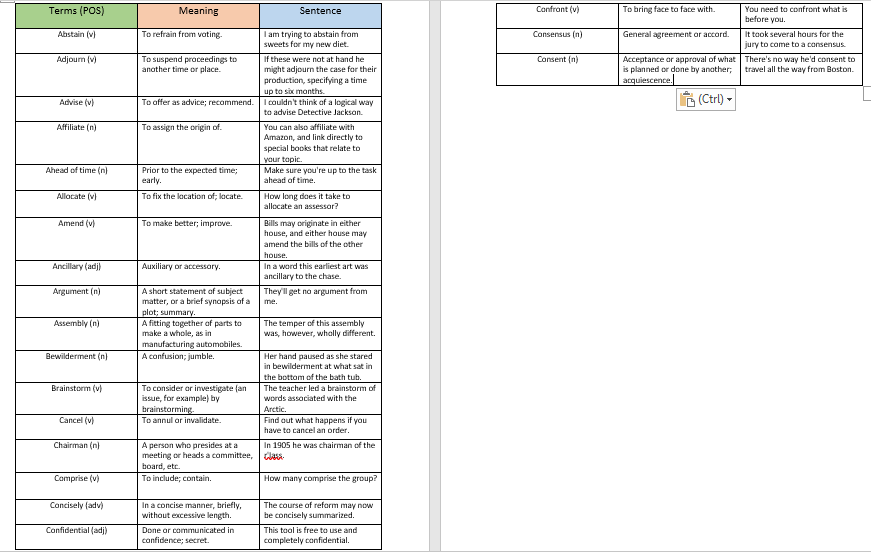 Terms (POS) Meaning Sentence
Abstain (v) To refrain from voting. I am trying to abstain from
sweets for my new diet.
Adjourn (v) To suspend proceedings to If these were not at hand he
another time or place. might adjourn the case for their
production, specifying a time
up to six months.
Advise (v) To offer as advice; recommend. I couldn't think of a logical way
to advise Detective Jackson.
Affiliate (n) To assign the origin of. You can also affiliate with
Amazon, and link directly to
special books that relate to
your topic.
Ahead of time (n) Prior to the expected time; Make sure you're up to the task
early. ahead of time.
Allocate (v) To fix the location of; locate. How long does it take to
allocate an assessor?
Amend (v) To make better; improve. Bills may originate in either
house, and either house may
amend the bills of the other
house.
Ancillary (adj) Auxiliary or accessory. In a word this earliest art was
ancillary to the chase.
Argument (n) A short statement of subject They'll get no argument from
matter, or a brief synopsis of a me.
plot; summary.
Assembly (n) A fitting together of parts to The temper of this assembly
make a whole, as in was, however, wholly different.
manufacturing automobiles.
Bewilderment (n) A confusion; jumble. Her hand paused as she stared
in bewilderment at what sat in
the bottom of the bath tub.
Brainstorm (v) To consider or investigate (an The teacher led a brainstorm of
issue, for example) by words associated with the
brainstorming. Arctic.
Cancel (v) To annul or invalidate. Find out what happens if you
have to cancel an order.
Chairman (n) A person who presides at a In 1905 he was chairman of the
meeting or heads a committee,
board, etc.
Comprise (v) To include; contain. How many comprise the group?
Concisely (adv) In a concise manner, briefly, The course of reform may now
without excessive length. be concisely summarized.
Confidential (adj) Done or communicated in This tool is free to use and
confidence; secret. completely confidential.
Confront (v) To bring face to face with. You need to confront what is
before you.
Consensus (n) General agreement or accord. It took several hours for the
jury to come to a consensus.
Consent (n) Acceptance or approval of what There's no way he'd consent to
is planned or done by another; travel all the way from Boston.
acquiescence.
(Ctrl)